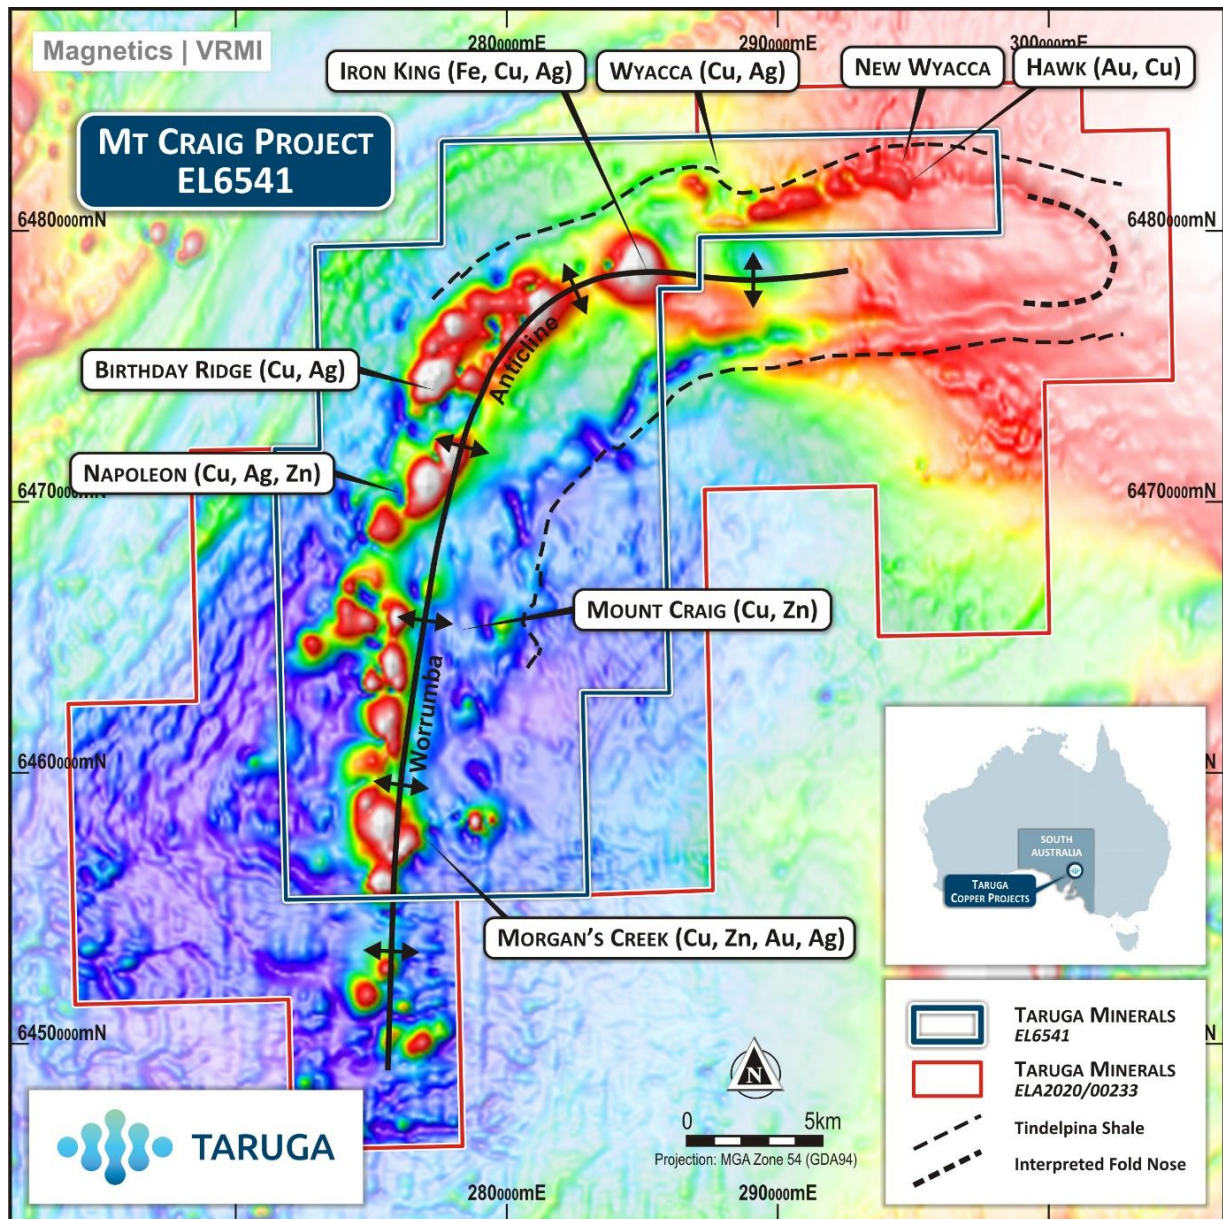 Magnetics | VRMI
280000mE
290000mE
300000mE
IRON KING (Fe, Cu, Ag)
WYACCA (Cu, Ag)
NEW WYACCA
HAWK (Au, Cu)
MT CRAIG PROJECT
EL6541
6480000mN
6480000mN
BIRTHDAY RIDGE (Cu, Ag)
Anticline
NAPOLEON (Cu, Ag, Zn)
6470000mN
6470000mN
MOUNT CRAIG (Cu, Zn)
Worrumba
6460000mN
N
SOUTH
AUSTRALIA
TARUGA
COPPER PROJECTS
MORGAN'S CREEK (Cu, Zn, Au, Ag)
6450000mN
N
TARUGA MINERALS
EL6541
TARUGA MINERALS
ELA2020/00233
TINDELPINA SHALE
INTERPRETED FOLD NOSE
N
0
5km
Projection: MGA Zone 54 (GDA94)
TARUGA
280000mE
290000mE